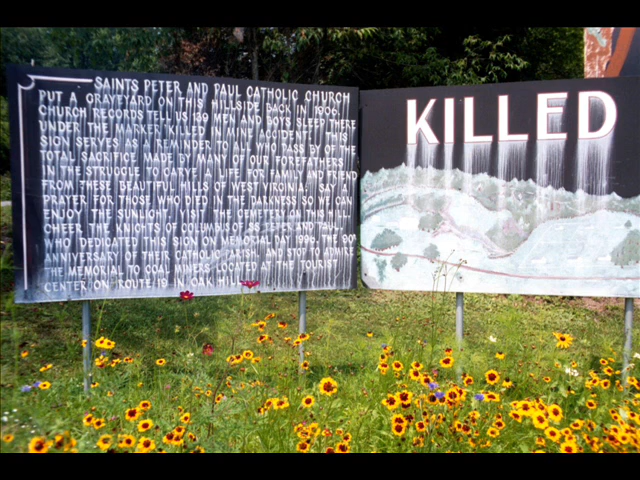 SAINTS PETER AND PAUL CATHOLIC CHURCH
PUT A GRAVEYARD ON THIS HILLSIDE BACK IN 1906.
CHURCH RECORDS TELL US 139 MEN AND BOYS SLEEP THERE
UNDER THE MARKER, KILLED IN MINE ACCIDENT! THIS
SIGN SERVES AS A REMINDER TO ALL WHO PASS BY OF THE
TOTAL SACRIFICE MADE BY MANY OF OUR FOREFATHERS
IN THE STRUGGLE TO CARVE A LIFE FOR FAMILY AND FRIEND
FROM THESE BEAUTIFUL HILLS OF WEST VIRGINIA. SAY A
PRAYER FOR THOSE WHO DIED IN THE DARKNESS SO WE CAN
ENJOY THE SUNLIGHT. VISIT THE CEMETERY ON THIS HILL
CHEER THE KNIGHTS OF COLUMBUS OF SS PETER AND PAUL
WHO DEDICATED THIS SIGN ON MEMORIAL DAY 1996, THE 90
ANNIVERSARY OF THEIR CATHOLIC PARISH, AND STOP TO ADMIRE
THE MEMORIAL TO COAL MINERS LOCATED AT THE TOURIST
CENTER ON ROUTE 19 OAK HILL
KILLED